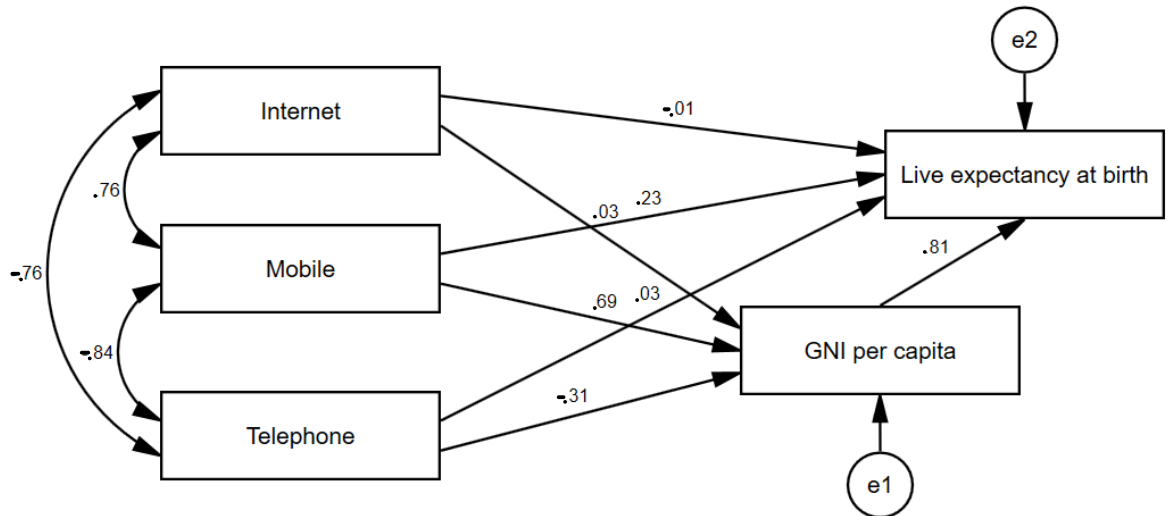 e2
Internet
-.01
Live expectancy at birth
.76
.03
.23
Mobile
.81
-.76
.69
.03
-.84
GNI per capita
-.31
Telephone
e1